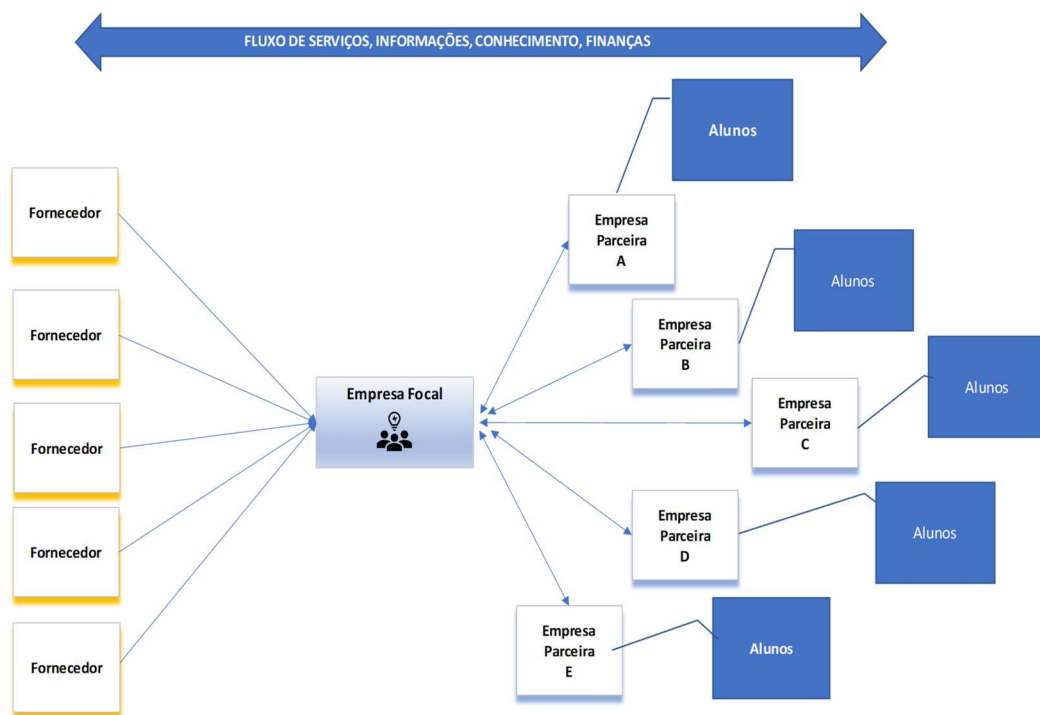 FLUXO DE SERVIÇOS, INFORMAÇÕES, CONHECIMENTO, FINANÇAS
Alunos
Fornecedor
Empresa
Parceira
A
Alunos
Fornecedor
Empresa
Parceira
B
Empresa Focal
Alunos
Empresa
Parceira
C
Fornecedor
Empresa
Parceira
D
Alunos
Fornecedor
Empresa
Parceira
E
Alunos
Fornecedor